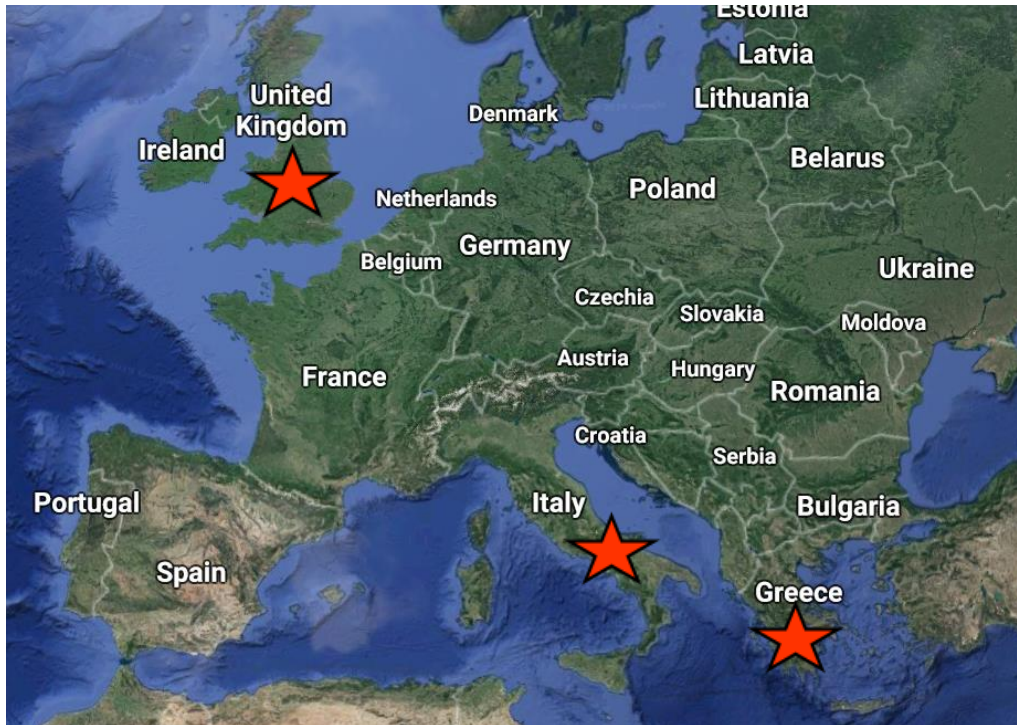 Estonia
Latvia
United
Kingdom
Denmark
Lithuania
Ireland
Belarus
Netherlands
Poland
Germany
Belgium
Ukraine
Czechia
Slovakia
Moldova
Austria
France
Hungary
Romania
Croatia
Serbia
Portugal
Italy
Bulgaria
Spain
Greece